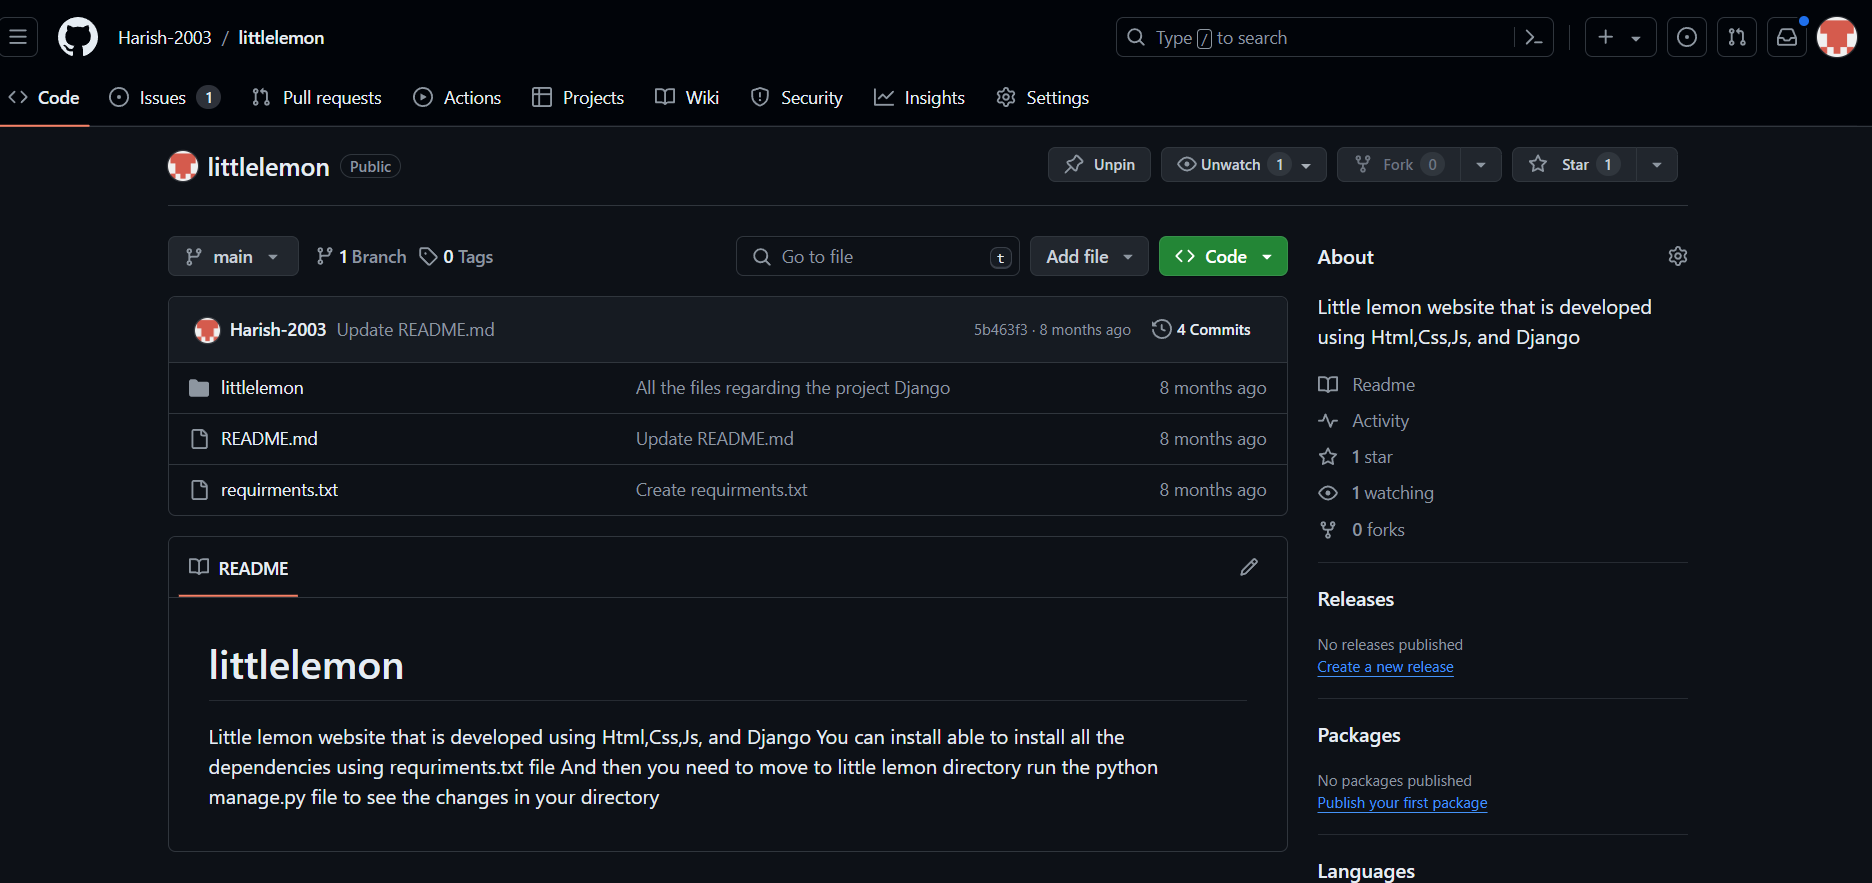 Harish-2003 / littlelemon
Type / to search
Code
Issues 1
Pull requests
Actions
Projects
Wiki
Security
Insights
Settings
littlelemon Public
Unpin
Unwatch 1
Fork 0
Star 1
main
1 Branch
0 Tags
Go to file t
Add file
Code
Harish-2003 Update README.md 5b463f3 · 8 months ago 4 Commits
littlelemon All the files regarding the project Django 8 months ago
README.md Update README.md 8 months ago
requirments.txt Create requirments.txt 8 months ago
README
littlelemon
Little lemon website that is developed using Html,Css,Js, and Django You can install able to install all the
dependencies using requriments.txt file And then you need to move to little lemon directory run the python
manage.py file to see the changes in your directory
About
Little lemon website that is developed
using Html,Css,Js, and Django
Readme
Activity
1 star
1 watching
0 forks
Releases
No releases published
Create a new release
Packages
No packages published
Publish your first package
Languages